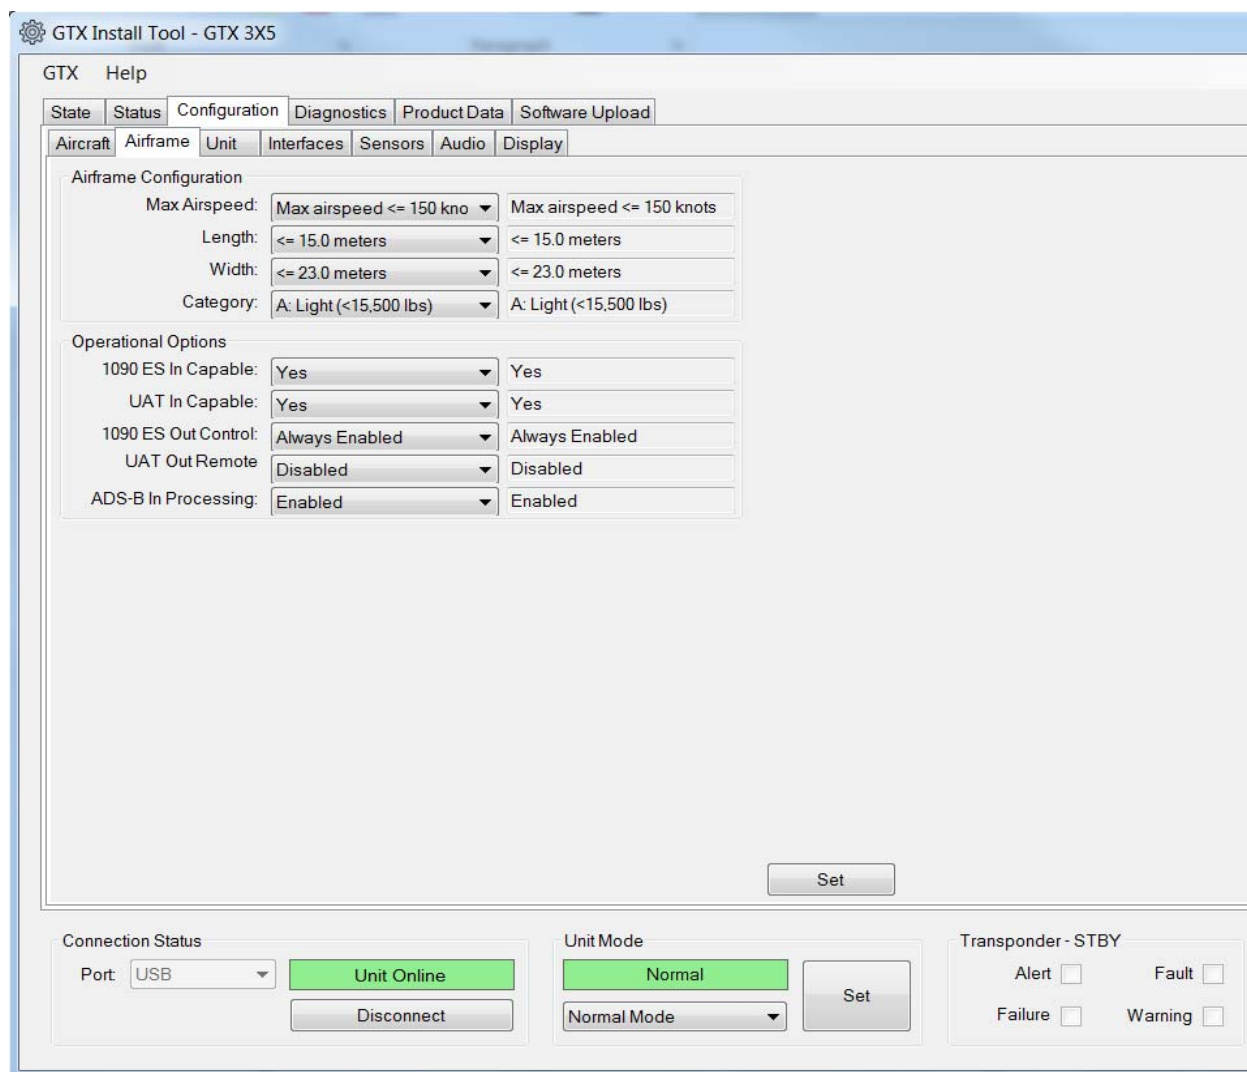 GTX Install Tool - GTX 3X5
GTX Help
State Status Configuration Diagnostics Product Data Software Upload
Aircraft Airframe Unit Interfaces Sensors Audio Display
Airframe Configuration
Max Airspeed: Max airspeed <= 150 kno Max airspeed <= 150 knots
Length: <= 15.0 meters <= 15.0 meters
Width: <= 23.0 meters <= 23.0 meters
Category: A: Light (<15,500 lbs) A: Light (<15,500 lbs)
Operational Options
1090 ES In Capable: Yes Yes
UAT In Capable: Yes Yes
1090 ES Out Control: Always Enabled Always Enabled
UAT Out Remote Disabled Disabled
ADS-B In Processing: Enabled Enabled
Set
Connection Status Unit Mode Transponder - STBY
Port: USB Unit Online Normal Set Alert Fault
Disconnect Normal Mode Failure Warning